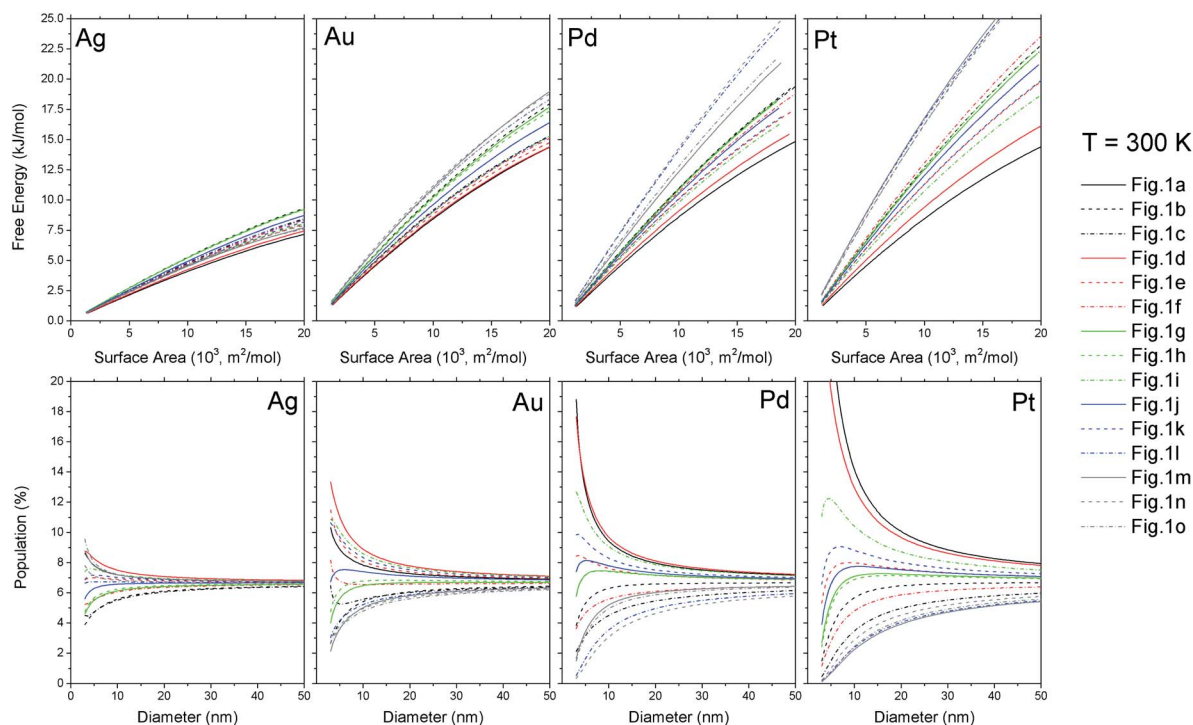 Ag
Au
Pd
Pt
Free Energy (kJ/mol)
25.0
22.5
20.0
17.5
15.0
12.5
10.0
7.5
5.0
2.5
0.0
5 10 15 20
5 10 15 20
5 10 15 20
5 10 15 20
Surface Area (10³, m²/mol)
Surface Area (10³, m²/mol)
Surface Area (10³, m²/mol)
Surface Area (10³, m²/mol)
Ag
Au
Pd
Pt
Population (%)
20
18
16
14
12
10
8
6
4
2
0
0 10 20 30 40 50
10 20 30 40 50
10 20 30 40 50
10 20 30 40 50
Diameter (nm)
Diameter (nm)
Diameter (nm)
Diameter (nm)
T = 300 K
Fig.1a
Fig.1b
Fig.1c
Fig.1d
Fig.1e
Fig.1f
Fig.1g
Fig.1h
Fig.1i
Fig.1j
Fig.1k
Fig.1l
Fig.1m
Fig.1n
Fig.1o